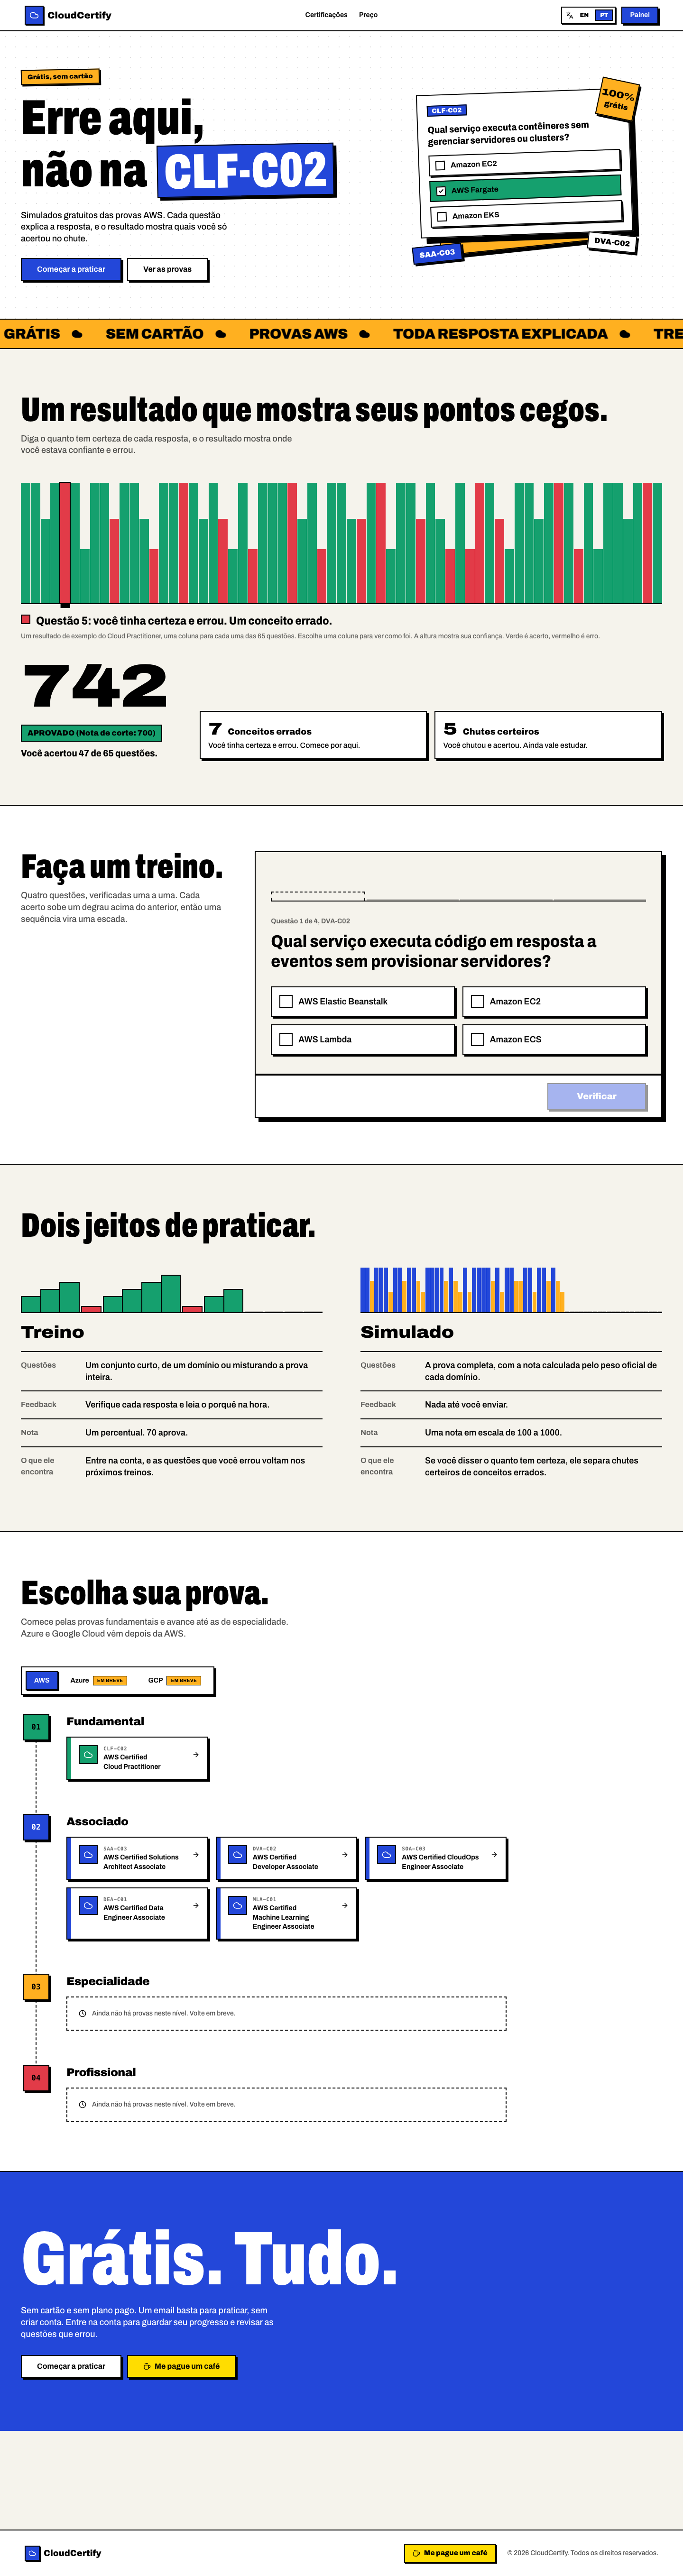 CloudCertify
Certificações
Preço
EN
PT
Painel
Grátis, sem cartão
Erre aqui,
não na CLF-C02
Simulados gratuitos das provas AWS. Cada questão
explica a resposta, e o resultado mostra quais você só
acertou no chute.
Começar a praticar
Ver as provas
100%
grátis
CLF-C02
Qual serviço executa contêineres sem
gerenciar servidores ou clusters?
Amazon EC2
AWS Fargate
Amazon EKS
SAA-C03
DVA-C02
GRÁTIS SEM CARTÃO PROVAS AWS TODA RESPOSTA EXPLICADA TRE
Um resultado que mostra seus pontos cegos.
Diga o quanto tem certeza de cada resposta, e o resultado mostra onde
você estava confiante e errou.
Questão 5: você tinha certeza e errou. Um conceito errado.
Um resultado de exemplo do Cloud Practitioner, uma coluna para cada uma das 65 questões. Escolha uma coluna para ver como foi. A altura mostra sua confiança. Verde é acerto, vermelho é erro.
742
APROVADO (Nota de corte: 700)
Você acertou 47 de 65 questões.
7 Conceitos errados
Você tinha certeza e errou. Comece por aqui.
5 Chutes certeiros
Você chutou e acertou. Ainda vale estudar.
Faça um treino.
Quatro questões, verificadas uma a uma. Cada
acerto sobe um degrau acima do anterior, então uma
sequência vira uma escada.
Questão 1 de 4, DVA-C02
Qual serviço executa código em resposta a
eventos sem provisionar servidores?
AWS Elastic Beanstalk
Amazon EC2
AWS Lambda
Amazon ECS
Verificar
Dois jeitos de praticar.
Treino
Questões
Um conjunto curto, de um domínio ou misturando a prova
inteira.
Feedback
Verifique cada resposta e leia o porquê na hora.
Nota
Um percentual. 70 aprova.
O que ele
encontra
Entre na conta, e as questões que você errou voltam nos
próximos treinos.
Simulado
Questões
A prova completa, com a nota calculada pelo peso oficial de
cada domínio.
Feedback
Nada até você enviar.
Nota
Uma nota em escala de 100 a 1000.
O que ele
encontra
Se você disser o quanto tem certeza, ele separa chutes
certeiros de conceitos errados.
Escolha sua prova.
Comece pelas provas fundamentais e avance até as de especialidade.
Azure e Google Cloud vêm depois da AWS.
AWS
Azure EM BREVE
GCP EM BREVE
01
Fundamental
CLF-C02
AWS Certified
Cloud Practitioner
02
Associado
SAA-C03
AWS Certified Solutions
Architect Associate
DVA-C02
AWS Certified
Developer Associate
SOA-C03
AWS Certified CloudOps
Engineer Associate
DEA-C01
AWS Certified Data
Engineer Associate
MLA-C01
AWS Certified
Machine Learning
Engineer Associate
03
Especialidade
Ainda não há provas neste nível. Volte em breve.
04
Profissional
Ainda não há provas neste nível. Volte em breve.
Grátis. Tudo.
Sem cartão e sem plano pago. Um email basta para praticar, sem
criar conta. Entre na conta para guardar seu progresso e revisar as
questões que errou.
Começar a praticar
Me pague um café
CloudCertify
Me pague um café
© 2026 CloudCertify. Todos os direitos reservados.